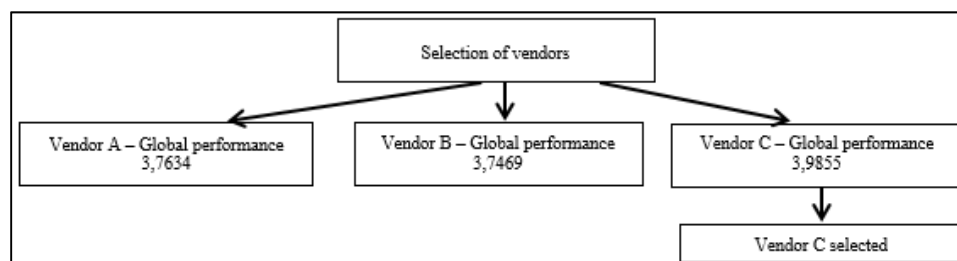 Selection of vendors
Vendor A – Global performance
3,7634
Vendor B – Global performance
3,7469
Vendor C – Global performance
3,9855
Vendor C selected